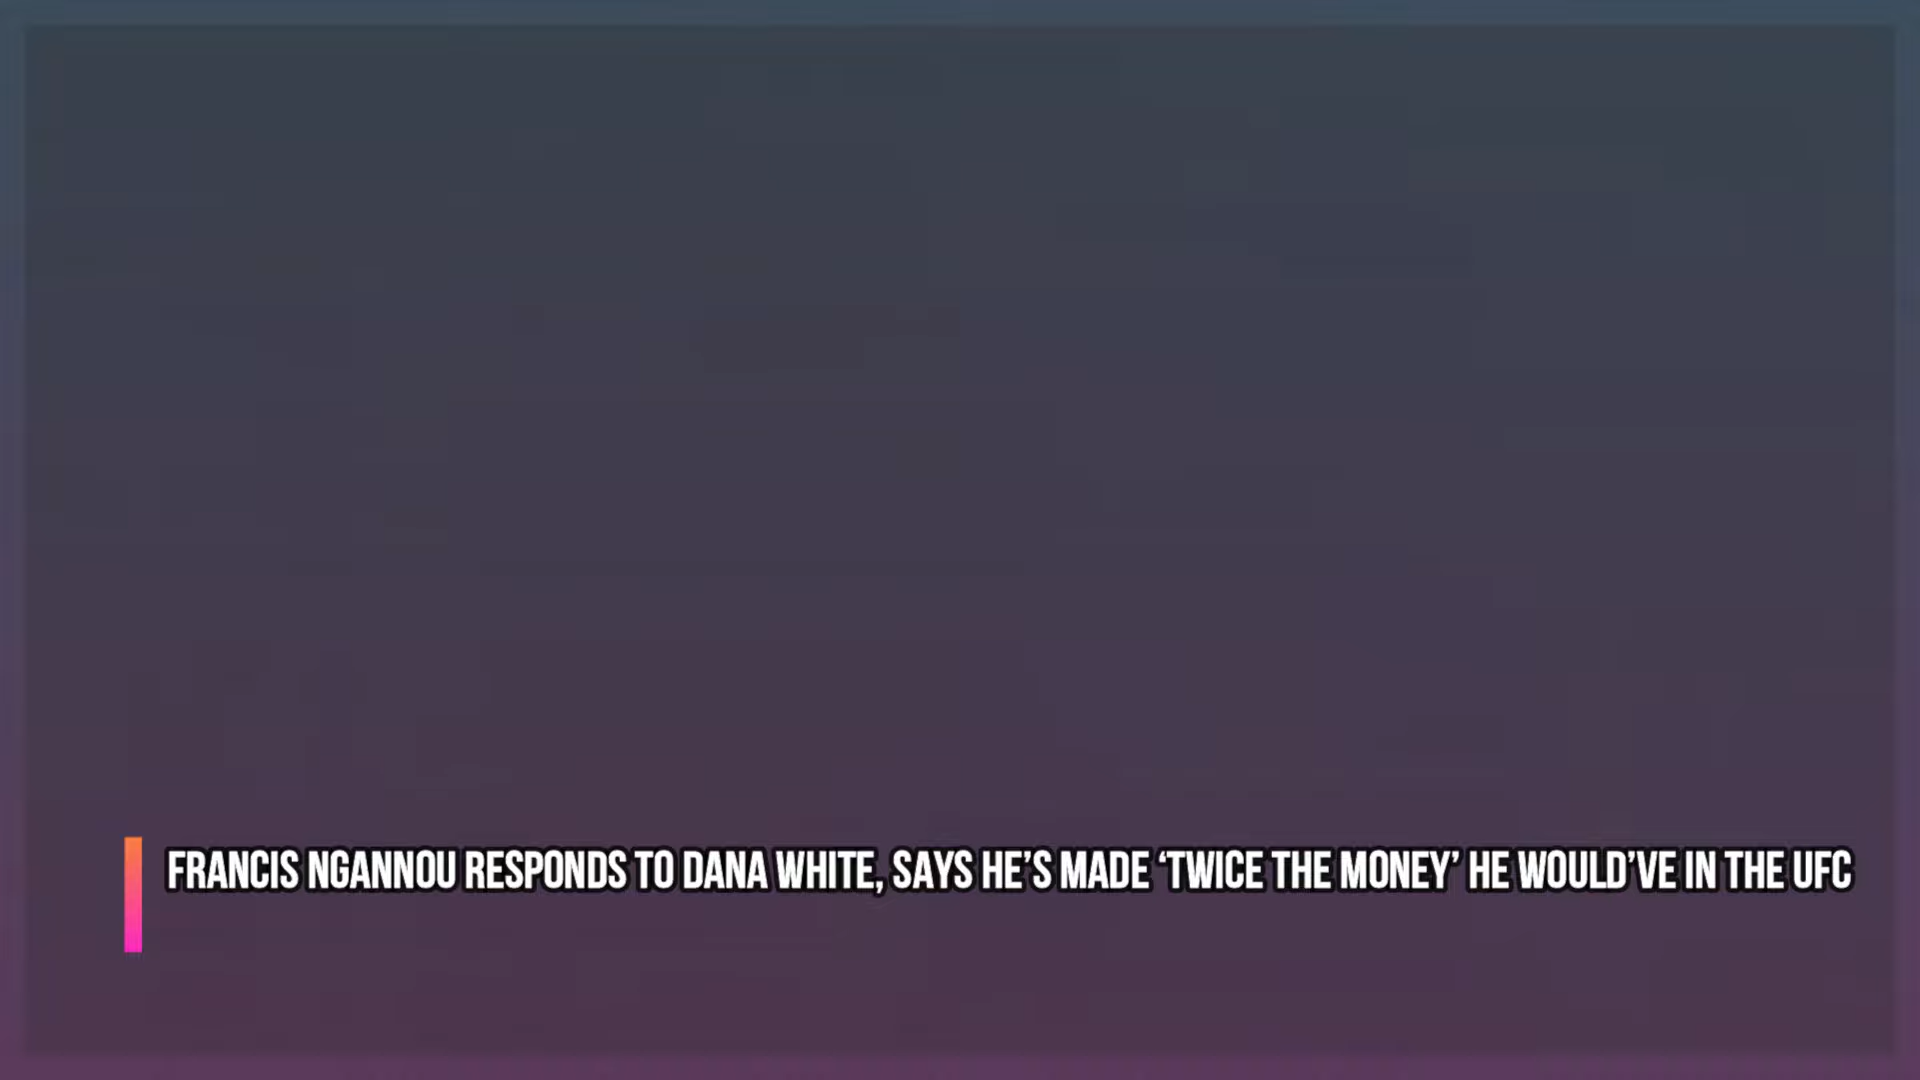 FRANCIS NGANNOU RESPONDS TO DANA WHITE, SAYS HE’S MADE ‘TWICE THE MONEY’ HE WOULD’VE IN THE UFC